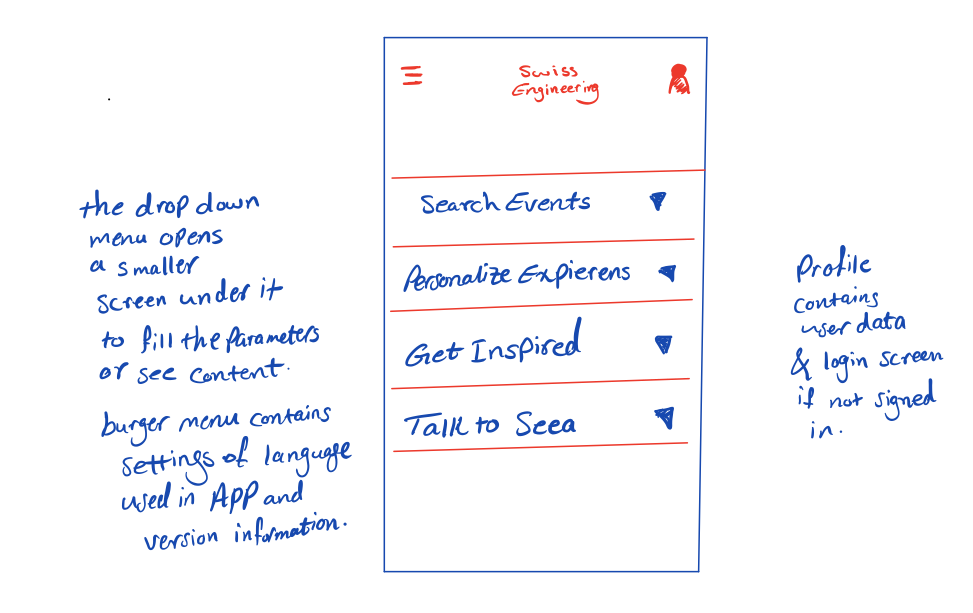 Swiss
Engineering
Search Events
Personalize Expierens
Get Inspired
Talk to Seea
the drop down
menu opens
a smaller
screen under it
to fill the parameters
or see content.
burger menu contains
settings of language
used in APP and
version information.
Profile
contains
user data
& login screen
if not signed
in.